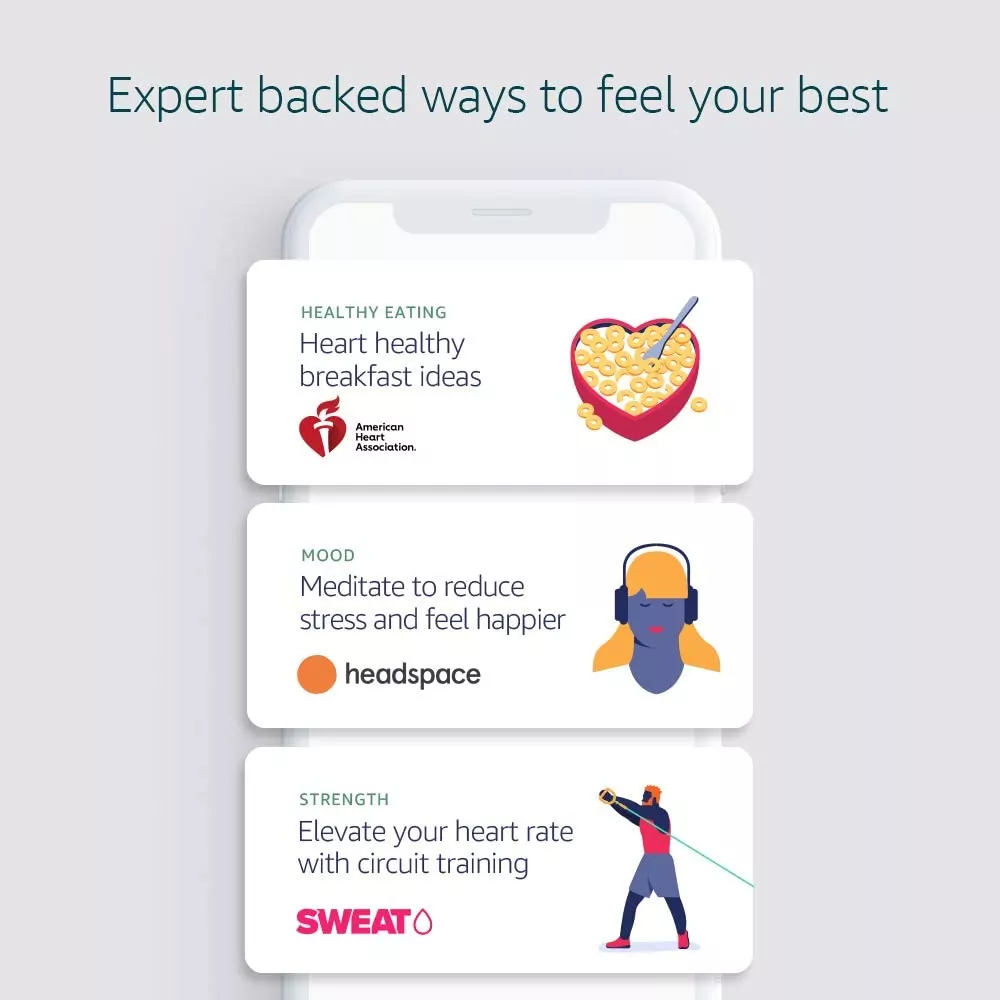 Expert backed ways to feel your best
HEALTHY EATING
Heart healthy
breakfast ideas
American
Heart
Association.
MOOD
Meditate to reduce
stress and feel happier
headspace
STRENGTH
Elevate your heart rate
with circuit training
SWEAT